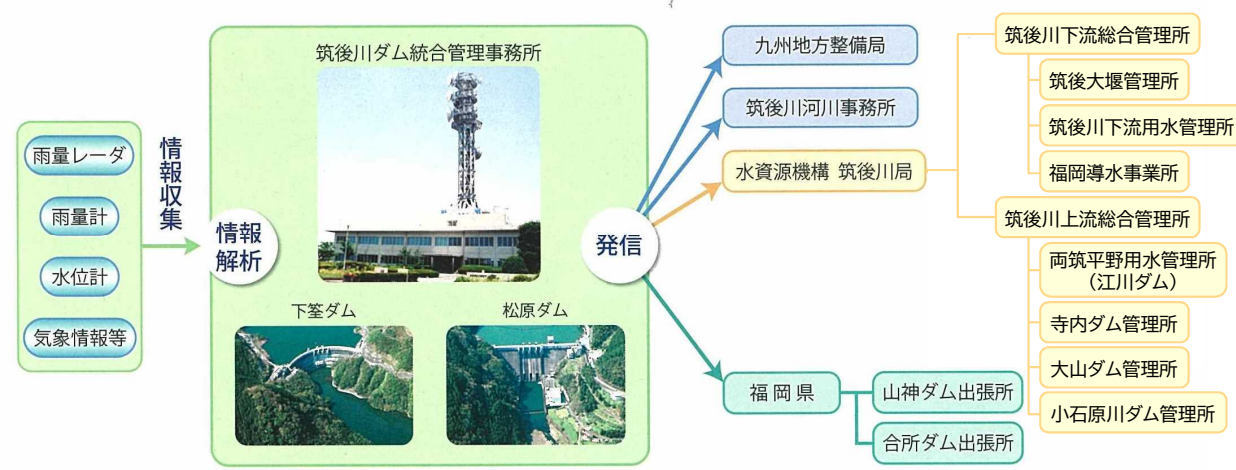 雨量レーダ
雨量計
水位計
気象情報等
情報収集
情報
解析
筑後川ダム統合管理事務所
下筌ダム
松原ダム
発信
九州地方整備局
筑後川河川事務所
水資源機構 筑後川局
福岡県
山神ダム出張所
合所ダム出張所
筑後川下流総合管理所
筑後大堰管理所
筑後川下流用水管理所
福岡導水事業所
筑後川上流総合管理所
両筑平野用水管理所
（江川ダム）
寺内ダム管理所
大山ダム管理所
小石原川ダム管理所